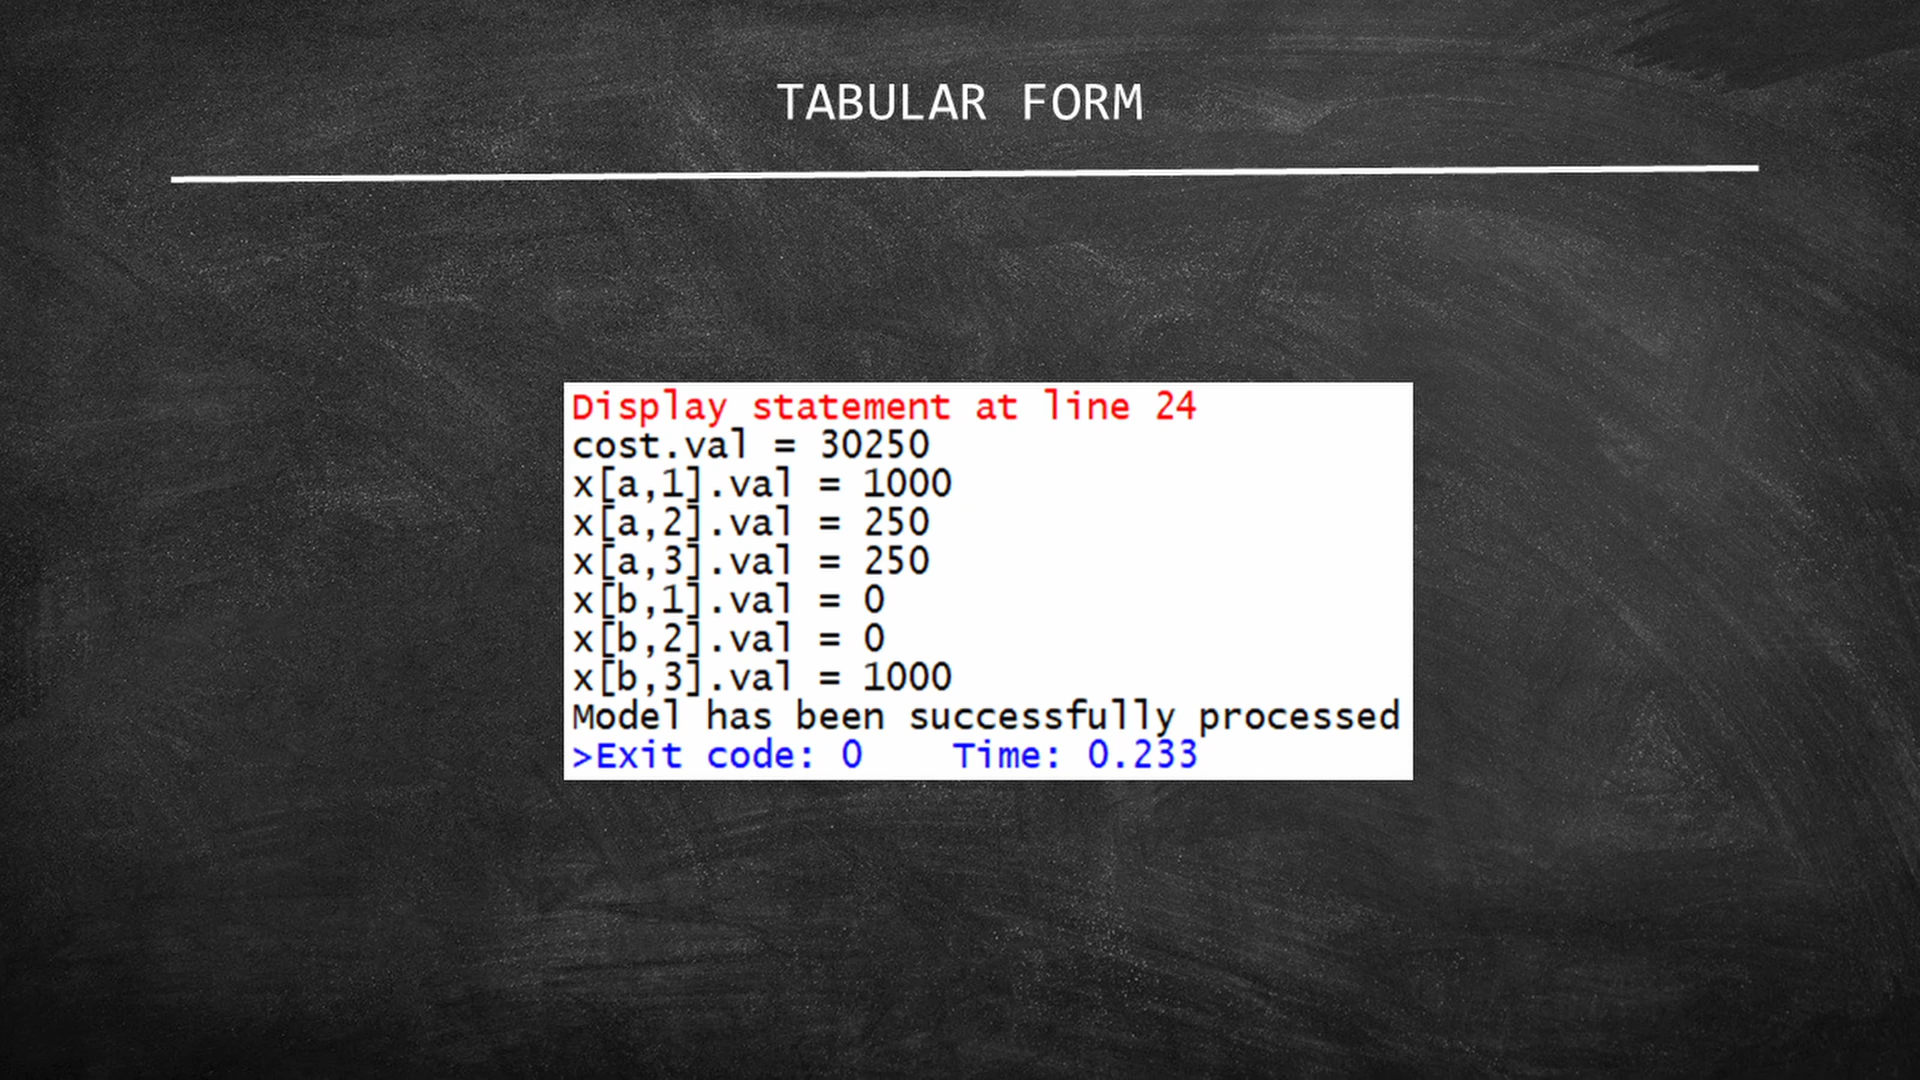 TABULAR FORM
Display statement at line 24
cost.val = 30250
x[a,1].val = 1000
x[a,2].val = 250
x[a,3].val = 250
x[b,1].val = 0
x[b,2].val = 0
x[b,3].val = 1000
Model has been successfully processed
>Exit code: 0    Time: 0.233